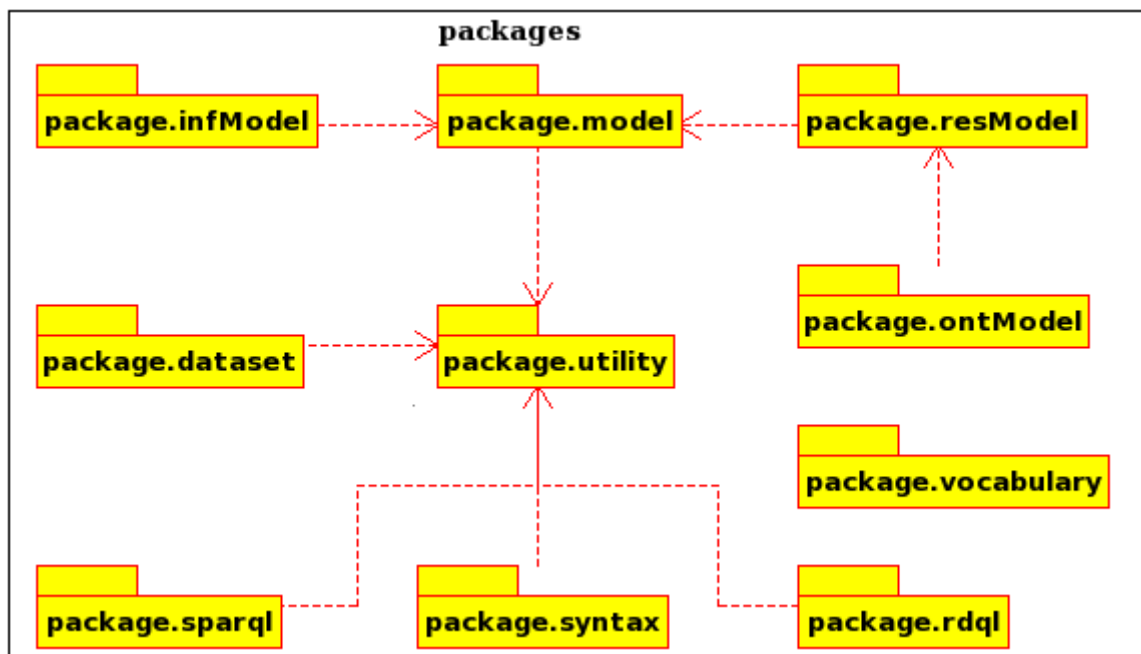 packages
package.infModel
package.model
package.resModel
package.ontModel
package.dataset
package.utility
package.vocabulary
package.sparql
package.syntax
package.rdql